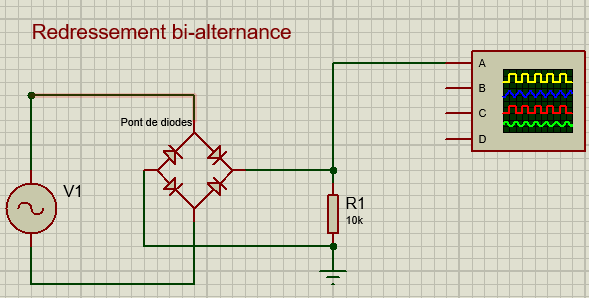 Redressement bi-alternance
A
Pont de diodes
B
C
D
V1
R1
10k